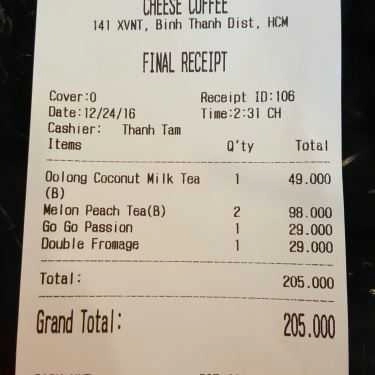 CHEESE COFFEE
141 XVNT, Binh Thanh Dist, HCM
FINAL RECEIPT
Cover:0 Receipt ID:106
Date:12/24/16 Time:2:31 CH
Cashier: Thanh Tam
Items Q'ty Total
Oolong Coconut Milk Tea 1 49.000
(B)
Melon Peach Tea(B) 2 98.000
Go Go Passion 1 29.000
Double Fromage 1 29.000
Total: 205.000
Grand Total: 205.000